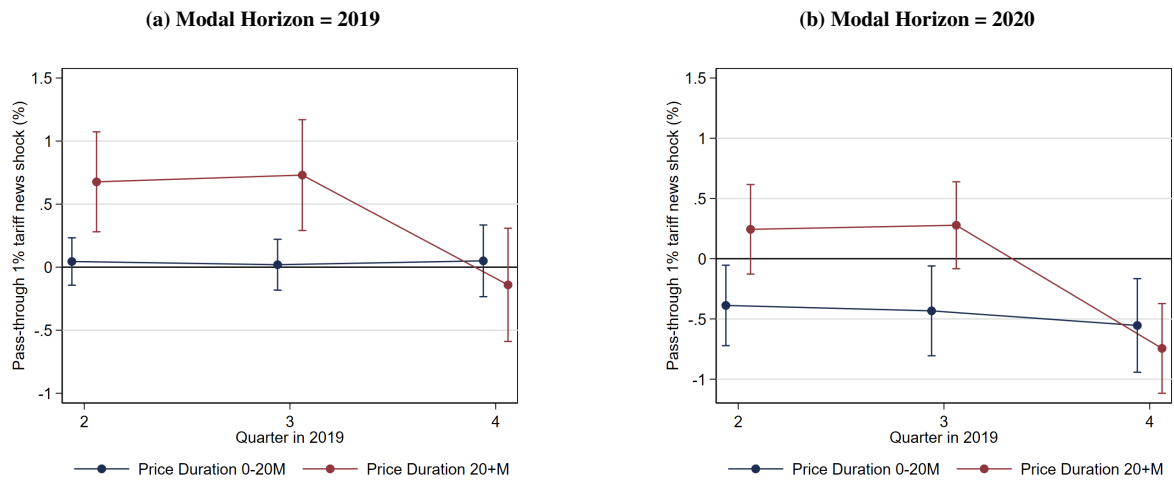 (a) Modal Horizon = 2019
Pass-through 1% tariff news shock (%)
1.5
1
.5
0
-.5
-1
2
3
4
Quarter in 2019
Price Duration 0-20M
Price Duration 20+M
(b) Modal Horizon = 2020
Pass-through 1% tariff news shock (%)
1.5
1
.5
0
-.5
-1
2
3
4
Quarter in 2019
Price Duration 0-20M
Price Duration 20+M